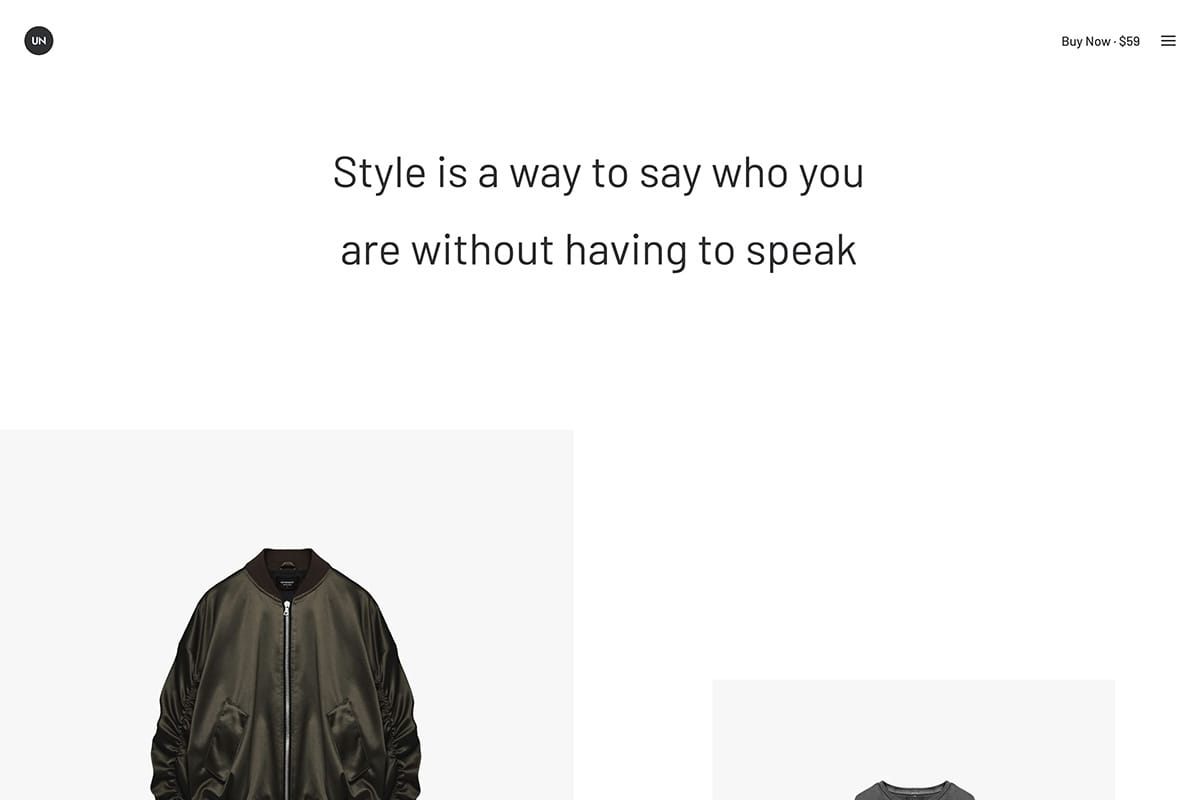 UN
Buy Now · $59
Style is a way to say who you
are without having to speak